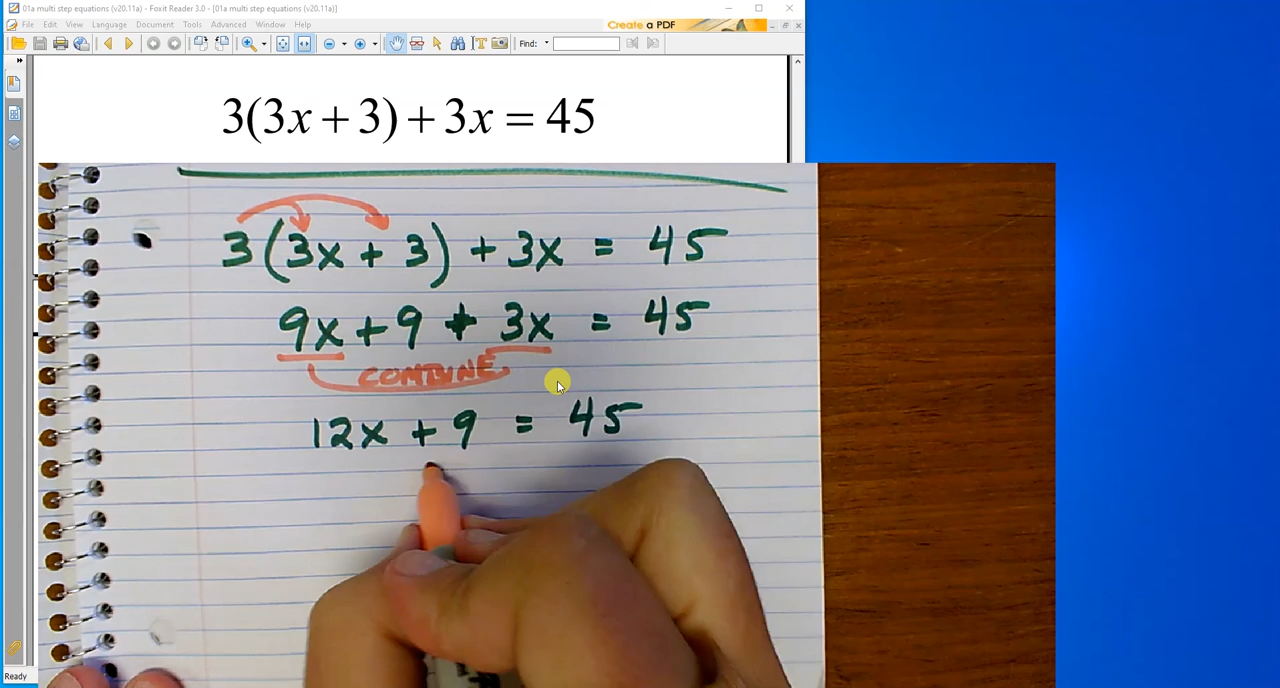 01a multi step equations (v20.11a) - Foxit Reader 3.0 - [01a multi step equations (v20.11a)]
File Edit View Language Document Tools Advanced Window Help
Create a PDF
Find:
3(3x + 3) + 3x = 45
3(3x + 3) + 3x = 45
9x + 9 + 3x = 45
COMBINE
12x + 9 = 45
Ready